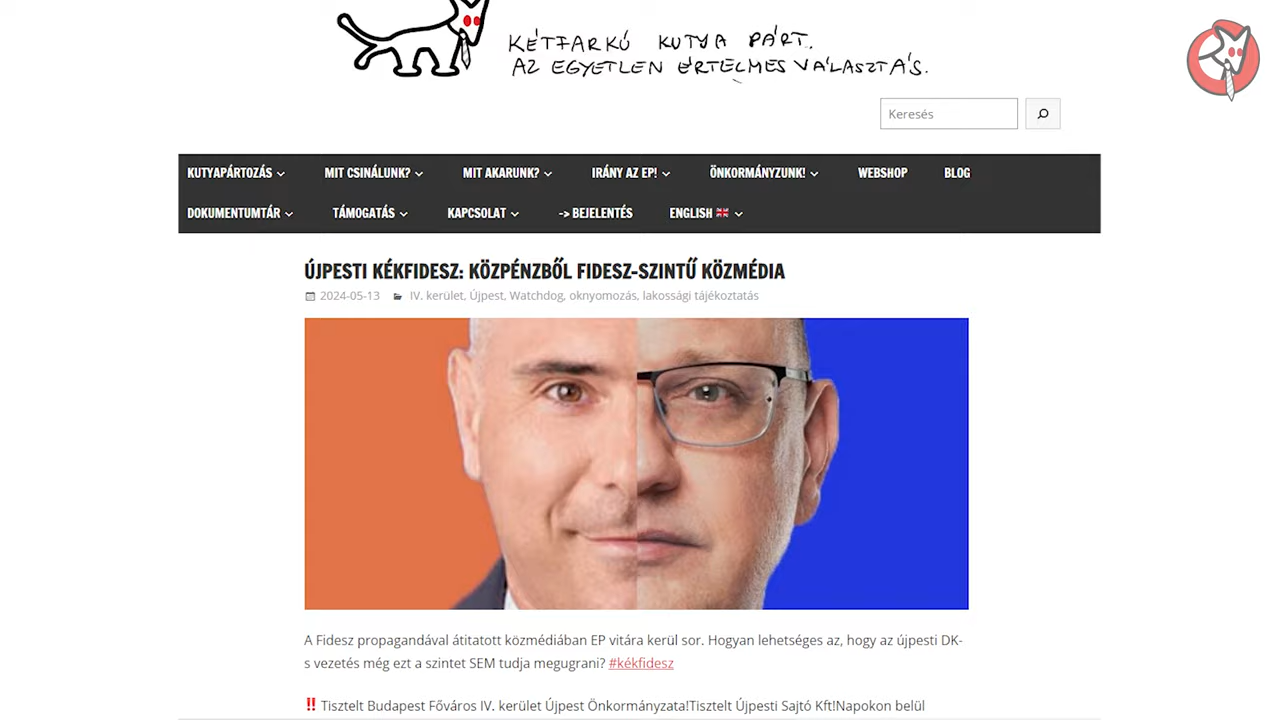 KÉTFARKÚ KUTYA PÁRT.
AZ EGYETLEN ÉRTELMES VÁLASZTÁS.
Keresés
KUTYAPÁRTOZÁS MIT CSINÁLUNK? MIT AKARUNK? IRÁNY AZ EP! ÖNKORMÁNYZUNK! WEBSHOP BLOG
DOKUMENTUMTÁR TÁMOGATÁS KAPCSOLAT -> BEJELENTÉS ENGLISH
ÚJPESTI KÉKFIDESZ: KÖZPÉNZBŐL FIDESZ-SZINTŰ KÖZMÉDIA
2024-05-13 IV. kerület, Újpest, Watchdog, oknyomozás, lakossági tájékoztatás
A Fidesz propagandával átitatott közmédiában EP vitára kerül sor. Hogyan lehetséges az, hogy az újpesti DK-
s vezetés még ezt a szintet SEM tudja megugrani? #kékfidesz
‼ Tisztelt Budapest Főváros IV. kerület Újpest Önkormányzata!Tisztelt Újpesti Sajtó Kft!Napokon belül